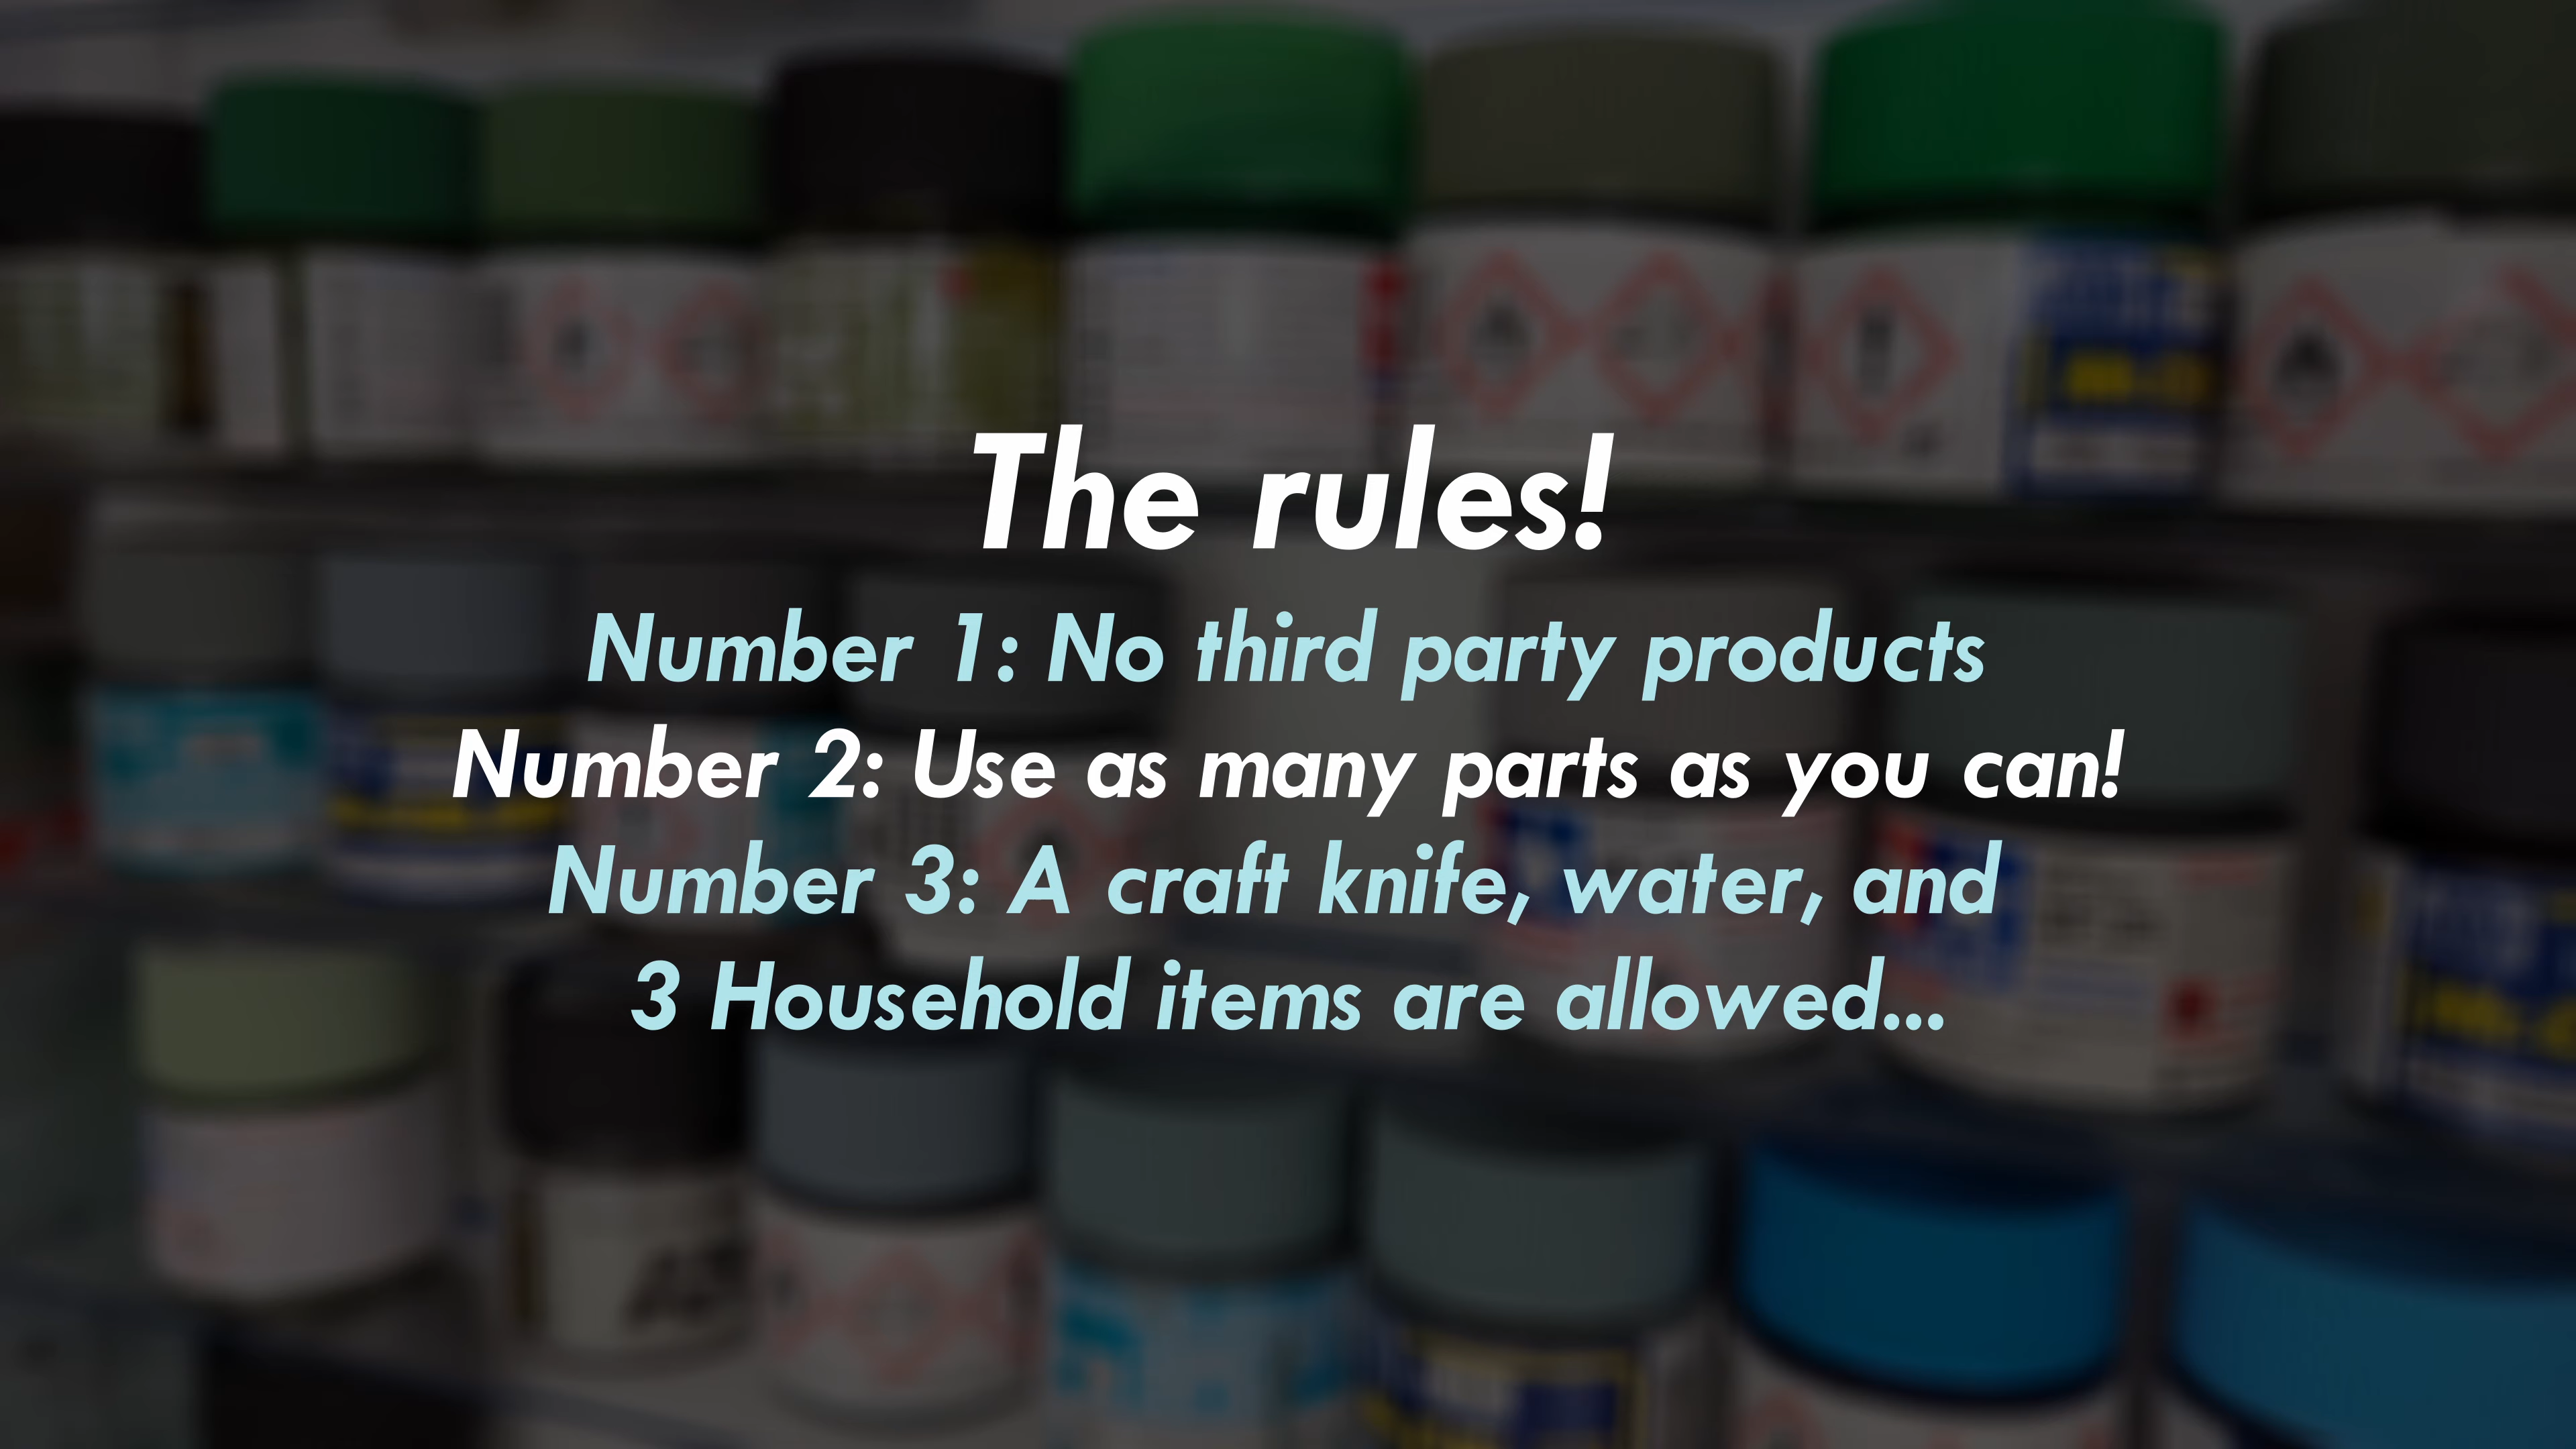 The rules!
Number 1: No third party products
Number 2: Use as many parts as you can!
Number 3: A craft knife, water, and
3 Household items are allowed...